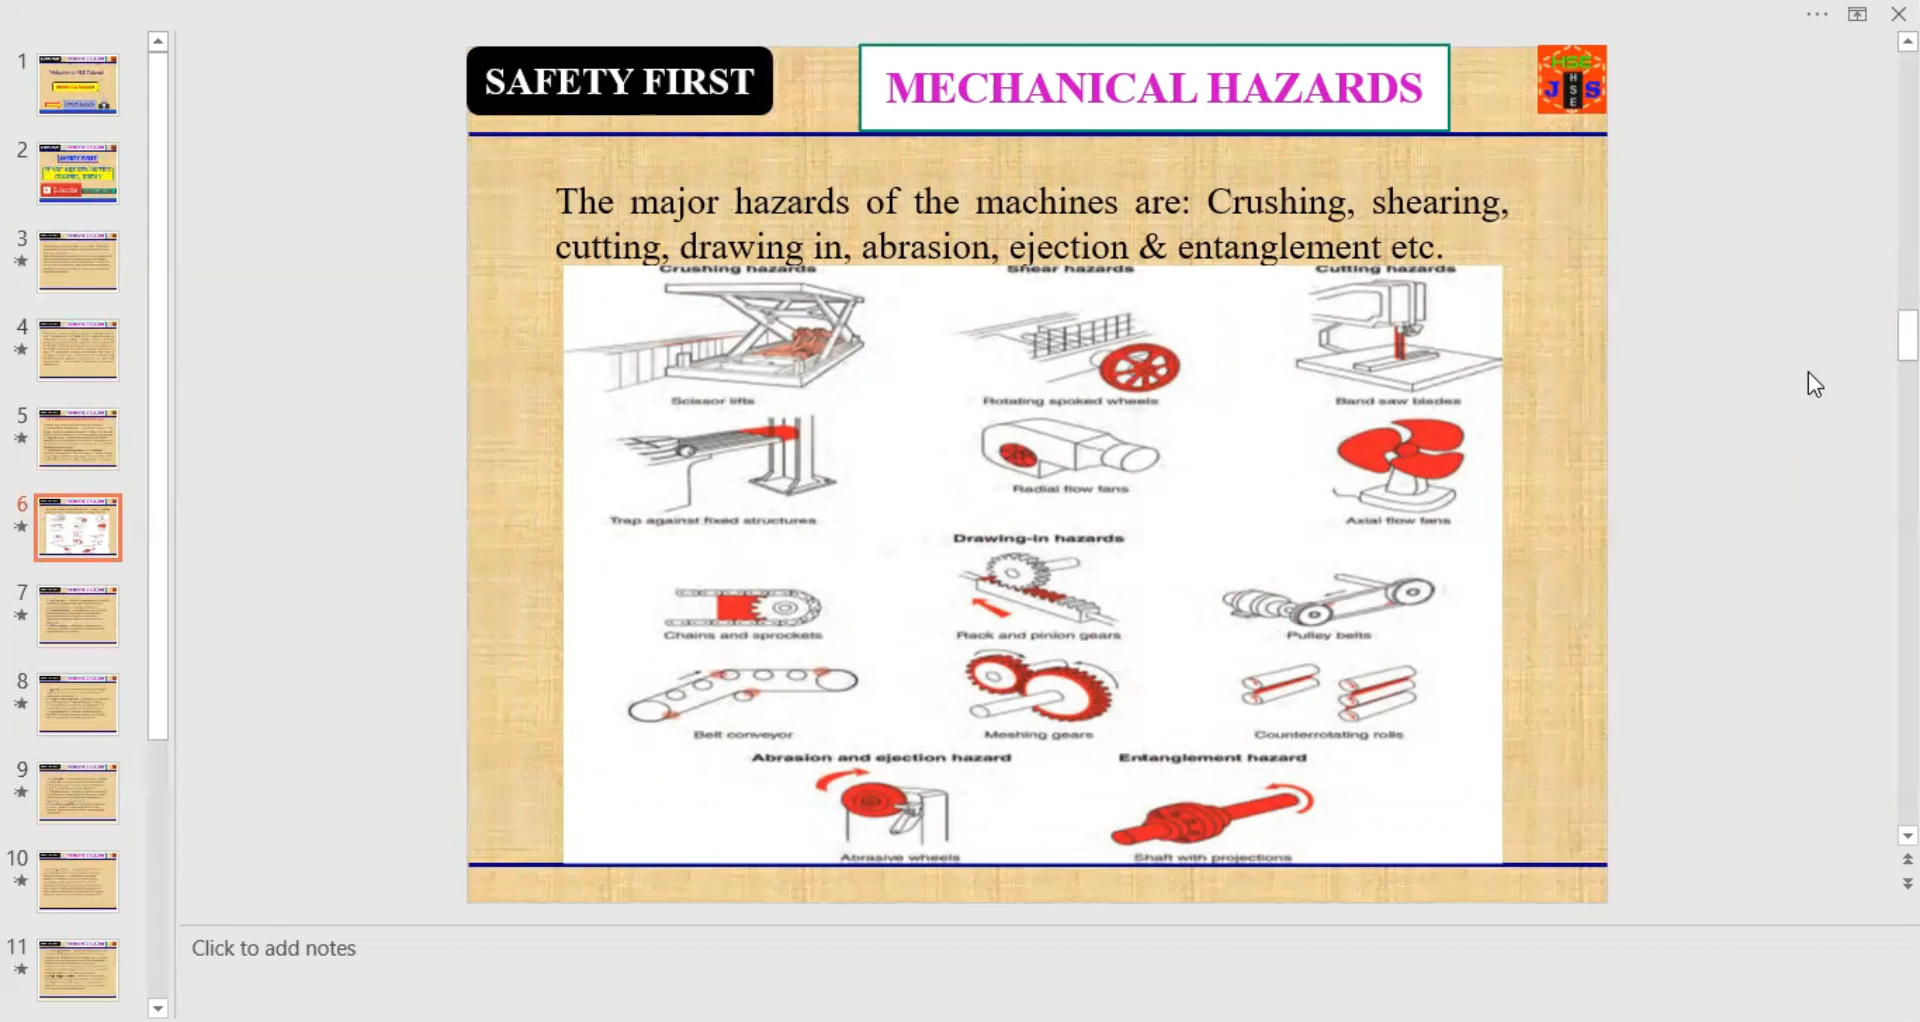 SAFETY FIRST
MECHANICAL HAZARDS
HSE
J S
H
S
E
The major hazards of the machines are: Crushing, shearing,
cutting, drawing in, abrasion, ejection & entanglement etc.
Crushing hazards
Shear hazards
Cutting hazards
Scissor lifts
Rotating spoked wheels
Band saw blades
Radial flow fans
Trap against fixed structures
Axial flow fans
Drawing-in hazards
Chains and sprockets
Rack and pinion gears
Pulley belts
Belt conveyor
Meshing gears
Counterrotating rolls
Abrasion and ejection hazard
Entanglement hazard
Abrasive wheels
Shaft with projections
1
2
3
4
5
6
7
8
9
10
11
Click to add notes